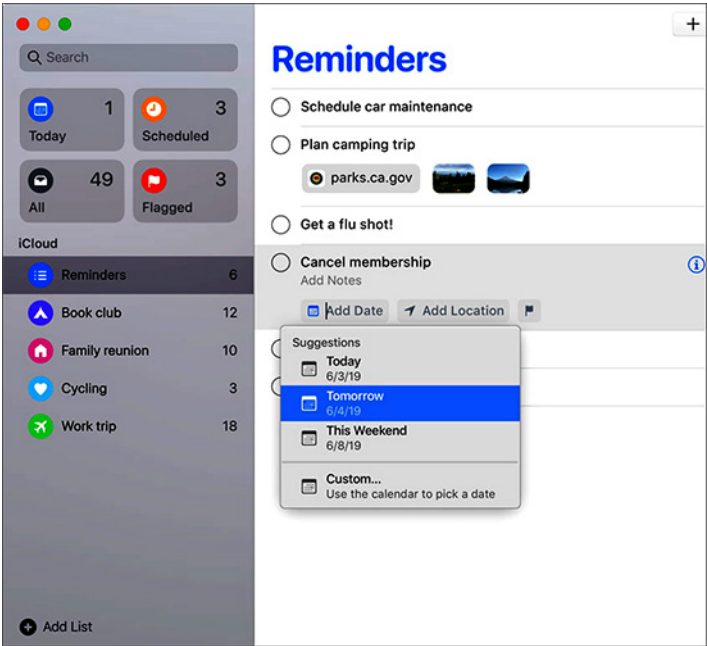 Search
1
Today
3
Scheduled
49
All
3
Flagged
iCloud
Reminders 6
Book club 12
Family reunion 10
Cycling 3
Work trip 18
Add List
+
Reminders
Schedule car maintenance
Plan camping trip
parks.ca.gov
Get a flu shot!
Cancel membership
Add Notes
Add Date Add Location
Suggestions
Today
6/3/19
Tomorrow
6/4/19
This Weekend
6/8/19
Custom...
Use the calendar to pick a date